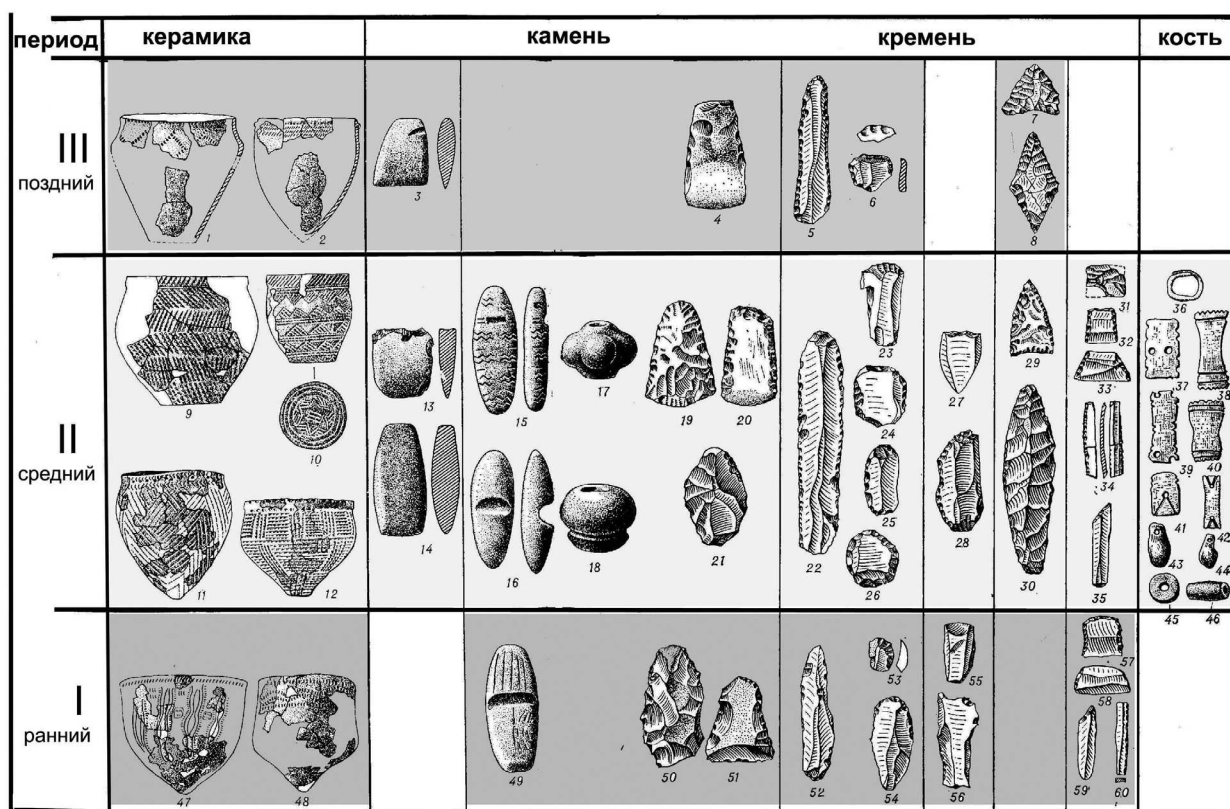 период керамика камень кремень кость
III
поздний
1 2 3 4 5 6 7 8
II
средний
9 10 11 12 13 14 15 16 17 18 19 20 21 22 23 24 25 26 27 28 29 30 31 32 33 34 35 36 37 38 39 40 41 42 43 44 45 46
I
ранний
47 48 49 50 51 52 53 54 55 56 57 58 59 60